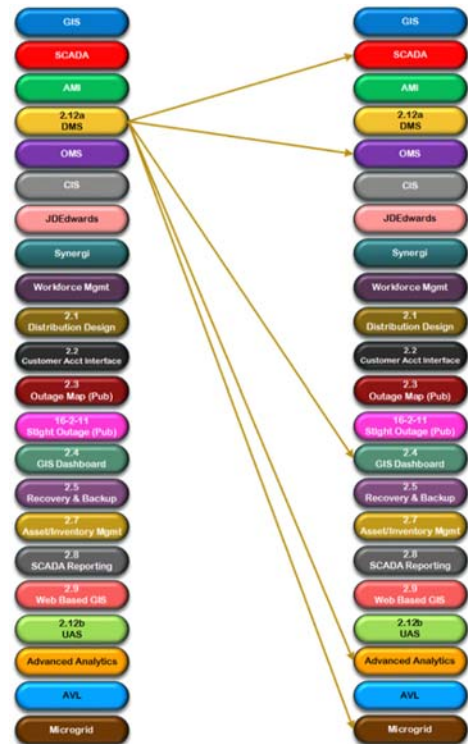 GIS
SCADA
AMI
2.12a
DMS
OMS
CIS
JDEdwards
Synergi
Workforce Mgmt
2.1
Distribution Design
2.2
Customer Acct Interface
2.3
Outage Map (Pub)
16-2-11
Stlght Outage (Pub)
2.4
GIS Dashboard
2.5
Recovery & Backup
2.7
Asset/Inventory Mgmt
2.8
SCADA Reporting
2.9
Web Based GIS
2.12b
UAS
Advanced Analytics
AVL
Microgrid
GIS
SCADA
AMI
2.12a
DMS
OMS
CIS
JDEdwards
Synergi
Workforce Mgmt
2.1
Distribution Design
2.2
Customer Acct Interface
2.3
Outage Map (Pub)
16-2-11
Stlght Outage (Pub)
2.4
GIS Dashboard
2.5
Recovery & Backup
2.7
Asset/Inventory Mgmt
2.8
SCADA Reporting
2.9
Web Based GIS
2.12b
UAS
Advanced Analytics
AVL
Microgrid